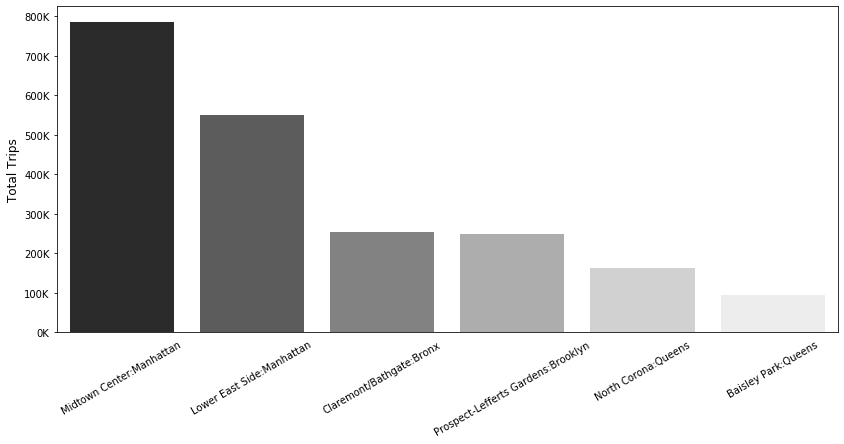 800K
700K
600K
500K
400K
300K
200K
100K
0K
Total Trips
Midtown Center:Manhattan
Lower East Side:Manhattan
Claremont/Bathgate:Bronx
Prospect-Lefferts Gardens:Brooklyn
North Corona:Queens
Baisley Park:Queens